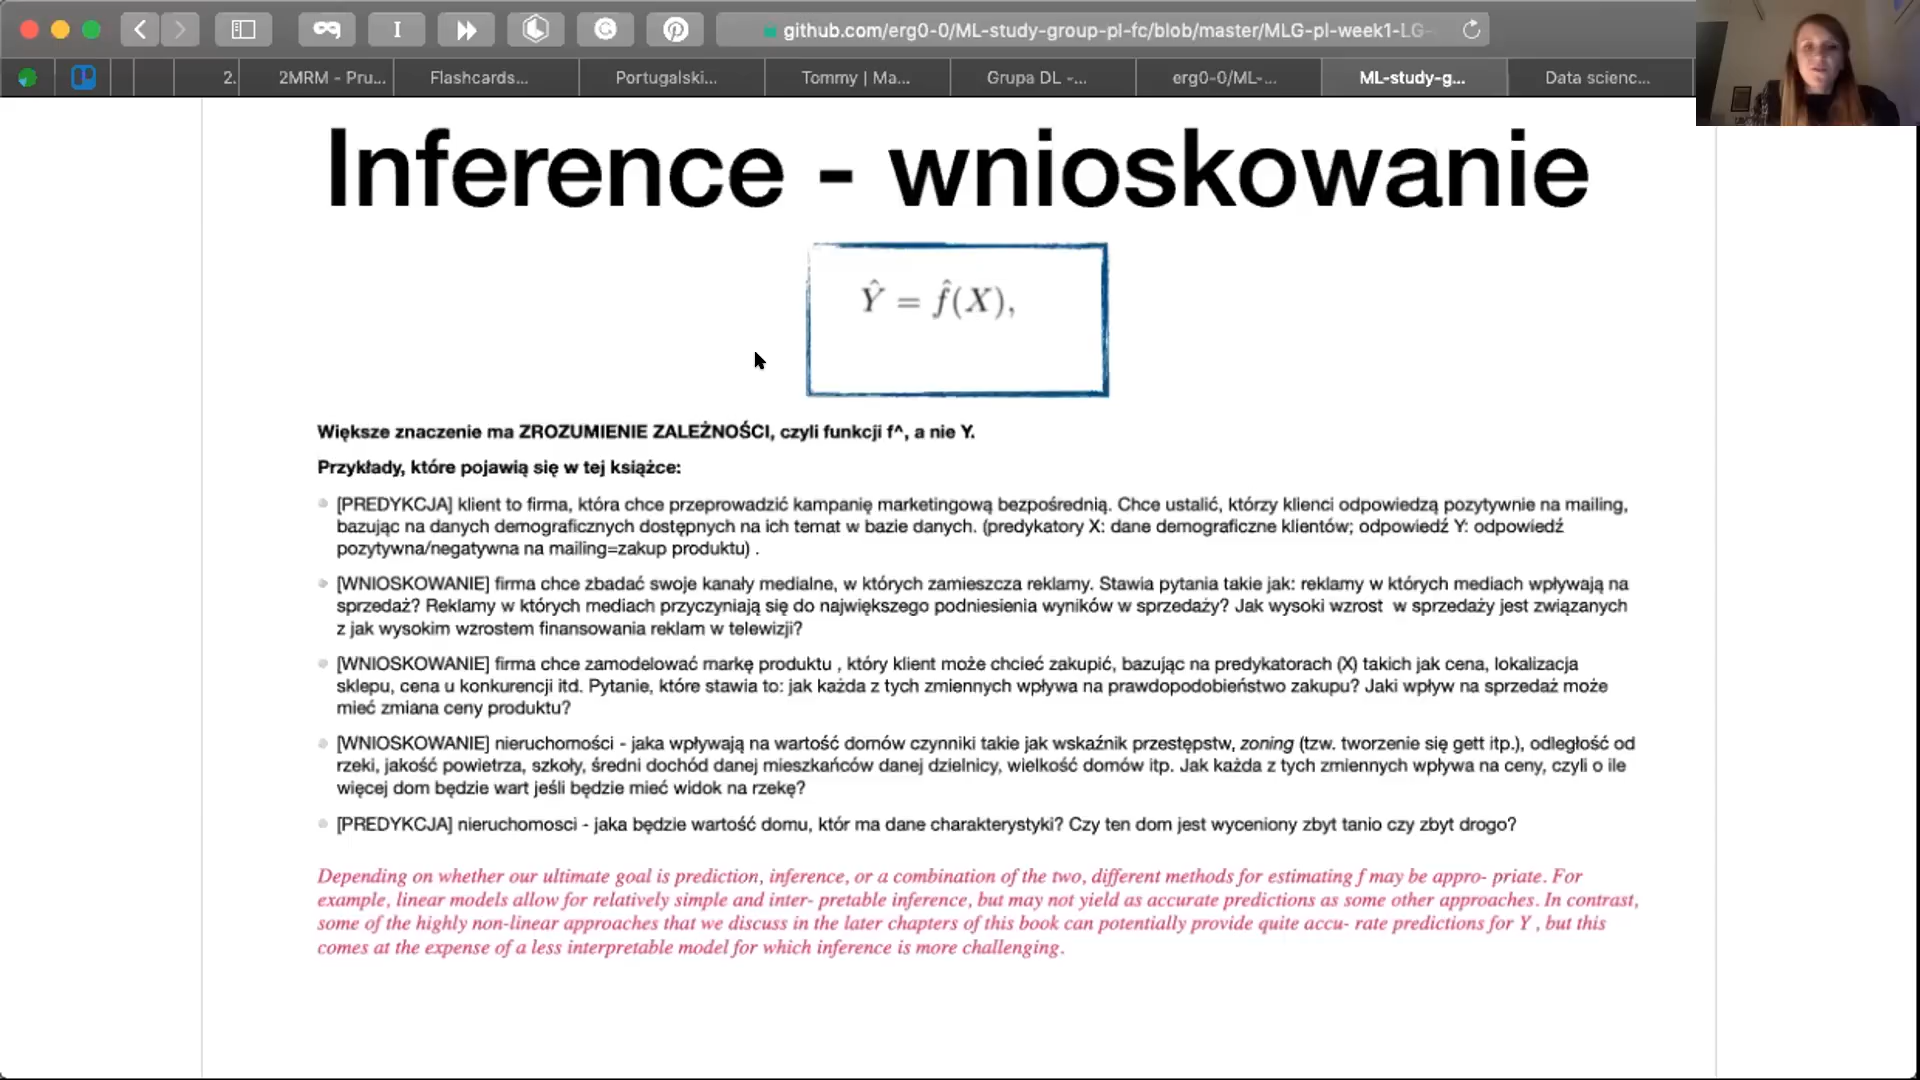 github.com/erg0-0/ML-study-group-pl-fc/blob/master/MLG-pl-week1-LG-
2.
2MRM - Pru...
Flashcards...
Portugalski...
Tommy | Ma...
Grupa DL -...
erg0-0/ML-...
ML-study-g...
Data scienc...
Inference - wnioskowanie
Ŷ = f̂(X),
Większe znaczenie ma ZROZUMIENIE ZALEŻNOŚCI, czyli funkcji f^, a nie Y.
Przykłady, które pojawią się w tej książce:
[PREDYKCJA] klient to firma, która chce przeprowadzić kampanię marketingową bezpośrednią. Chce ustalić, którzy klienci odpowiedzą pozytywnie na mailing,
bazując na danych demograficznych dostępnych na ich temat w bazie danych. (predykatory X: dane demograficzne klientów; odpowiedź Y: odpowiedź
pozytywna/negatywna na mailing=zakup produktu) .
[WNIOSKOWANIE] firma chce zbadać swoje kanały medialne, w których zamieszcza reklamy. Stawia pytania takie jak: reklamy w których mediach wpływają na
sprzedaż? Reklamy w których mediach przyczyniają się do największego podniesienia wyników w sprzedaży? Jak wysoki wzrost w sprzedaży jest związanych
z jak wysokim wzrostem finansowania reklam w telewizji?
[WNIOSKOWANIE] firma chce zamodelować markę produktu , który klient może chcieć zakupić, bazując na predykatorach (X) takich jak cena, lokalizacja
sklepu, cena u konkurencji itd. Pytanie, które stawia to: jak każda z tych zmiennych wpływa na prawdopodobieństwo zakupu? Jaki wpływ na sprzedaż może
mieć zmiana ceny produktu?
[WNIOSKOWANIE] nieruchomości - jaka wpływają na wartość domów czynniki takie jak wskaźnik przestępstw, zoning (tzw. tworzenie się gett itp.), odległość od
rzeki, jakość powietrza, szkoły, średni dochód danej mieszkańców danej dzielnicy, wielkość domów itp. Jak każda z tych zmiennych wpływa na ceny, czyli o ile
więcej dom będzie wart jeśli będzie mieć widok na rzekę?
[PREDYKCJA] nieruchomosci - jaka będzie wartość domu, któr ma dane charakterystyki? Czy ten dom jest wyceniony zbyt tanio czy zbyt drogo?
Depending on whether our ultimate goal is prediction, inference, or a combination of the two, different methods for estimating f may be appro- priate. For
example, linear models allow for relatively simple and inter- pretable inference, but may not yield as accurate predictions as some other approaches. In contrast,
some of the highly non-linear approaches that we discuss in the later chapters of this book can potentially provide quite accu- rate predictions for Y , but this
comes at the expense of a less interpretable model for which inference is more challenging.